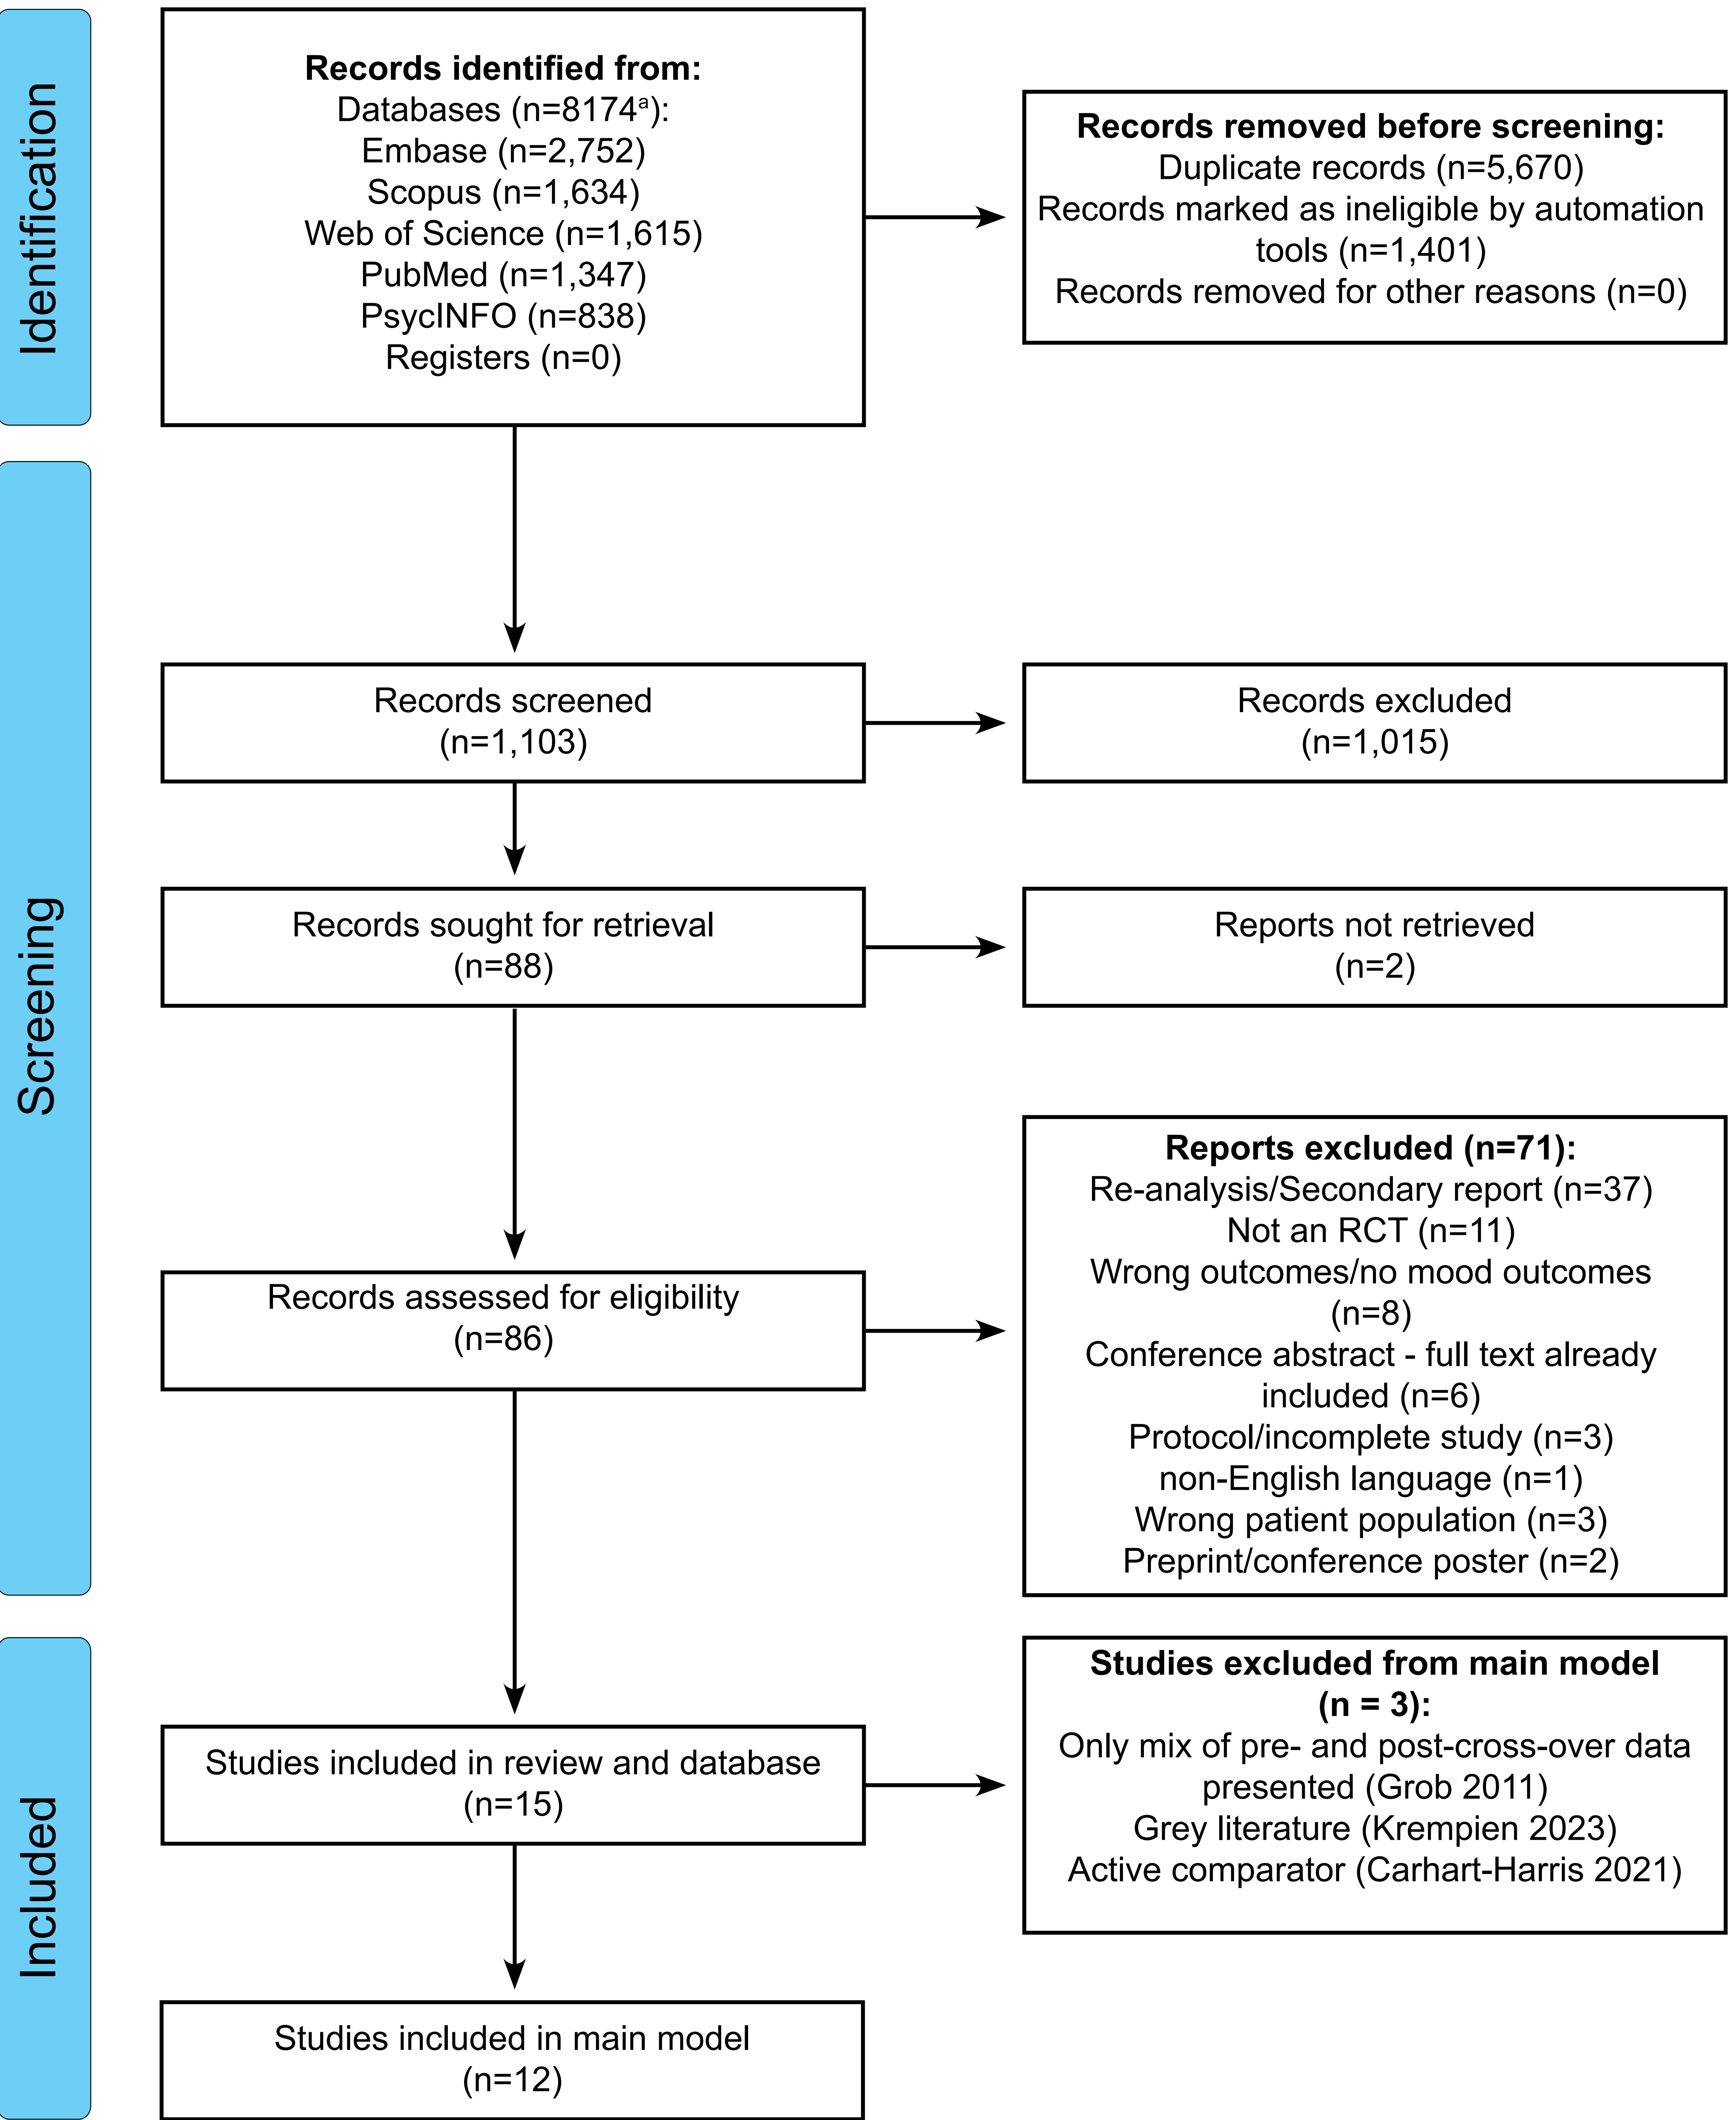 Identification
Records identified from:
Databases (n=8174ᵃ):
Embase (n=2,752)
Scopus (n=1,634)
Web of Science (n=1,615)
PubMed (n=1,347)
PsycINFO (n=838)
Registers (n=0)
Records removed before screening:
Duplicate records (n=5,670)
Records marked as ineligible by automation
tools (n=1,401)
Records removed for other reasons (n=0)
Screening
Records screened
(n=1,103)
Records excluded
(n=1,015)
Records sought for retrieval
(n=88)
Reports not retrieved
(n=2)
Records assessed for eligibility
(n=86)
Reports excluded (n=71):
Re-analysis/Secondary report (n=37)
Not an RCT (n=11)
Wrong outcomes/no mood outcomes
(n=8)
Conference abstract - full text already
included (n=6)
Protocol/incomplete study (n=3)
non-English language (n=1)
Wrong patient population (n=3)
Preprint/conference poster (n=2)
Included
Studies included in review and database
(n=15)
Studies excluded from main model
(n = 3):
Only mix of pre- and post-cross-over data
presented (Grob 2011)
Grey literature (Krempien 2023)
Active comparator (Carhart-Harris 2021)
Studies included in main model
(n=12)